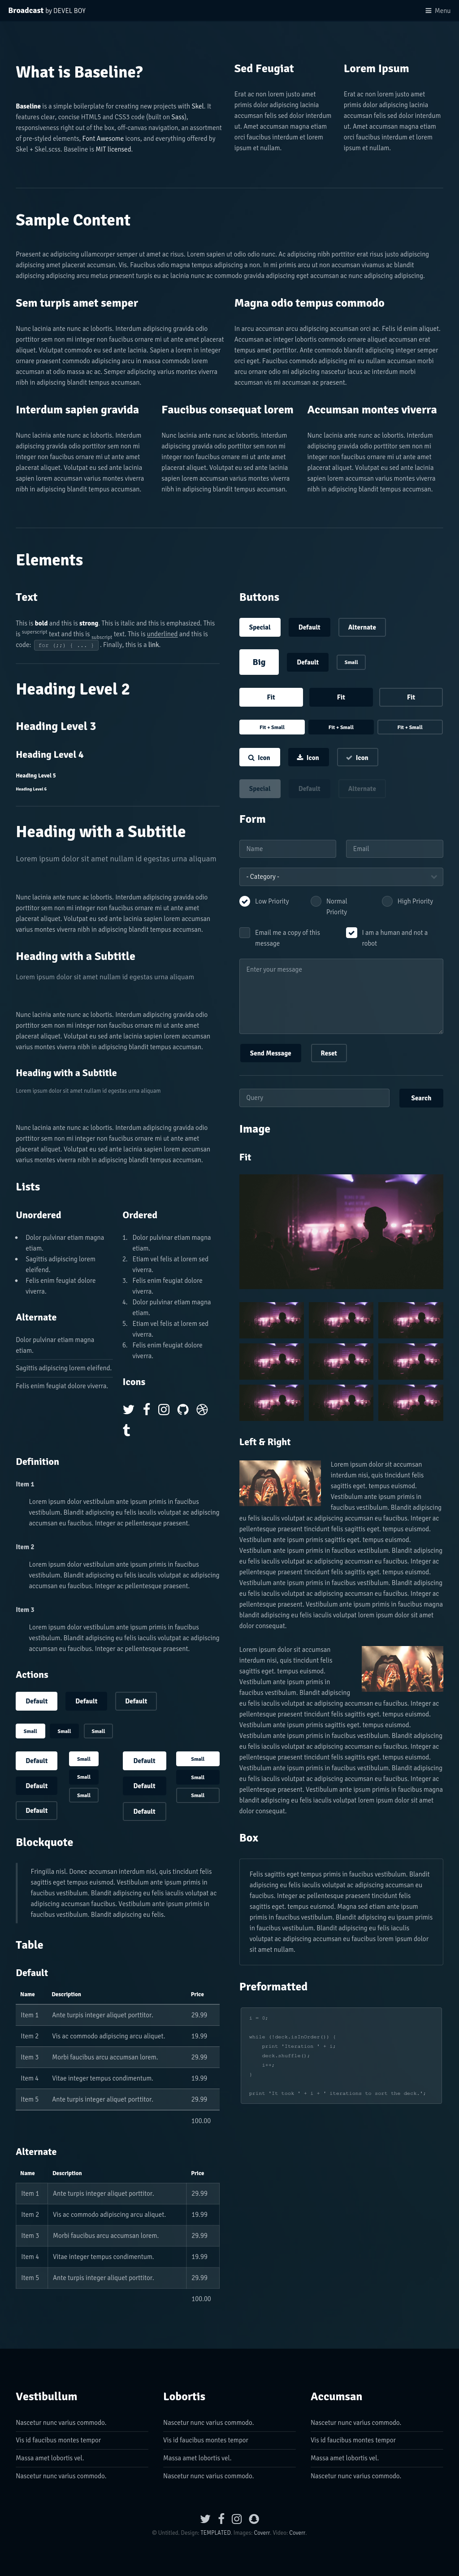 Broadcast by DEVEL BOY
Menu
What is Baseline?
Baseline is a simple boilerplate for creating new projects with Skel. It
features clear, concise HTML5 and CSS3 code (built on Sass),
responsiveness right out of the box, off-canvas navigation, an assortment
of pre-styled elements, Font Awesome icons, and everything offered by
Skel + Skel.scss. Baseline is MIT licensed.
Sed Feugiat
Erat ac non lorem justo amet
primis dolor adipiscing lacinia
accumsan felis sed dolor interdum
ut. Amet accumsan magna etiam
orci faucibus interdum et lorem
ipsum et nullam.
Lorem Ipsum
Erat ac non lorem justo amet
primis dolor adipiscing lacinia
accumsan felis sed dolor interdum
ut. Amet accumsan magna etiam
orci faucibus interdum et lorem
ipsum et nullam.
Sample Content
Praesent ac adipiscing ullamcorper semper ut amet ac risus. Lorem sapien ut odio odio nunc. Ac adipiscing nibh porttitor erat risus justo adipiscing
adipiscing amet placerat accumsan. Vis. Faucibus odio magna tempus adipiscing a non. In mi primis arcu ut non accumsan vivamus ac blandit
adipiscing adipiscing arcu metus praesent turpis eu ac lacinia nunc ac commodo gravida adipiscing eget accumsan ac nunc adipiscing adipiscing.
Sem turpis amet semper
Nunc lacinia ante nunc ac lobortis. Interdum adipiscing gravida odio
porttitor sem non mi integer non faucibus ornare mi ut ante amet placerat
aliquet. Volutpat commodo eu sed ante lacinia. Sapien a lorem in integer
ornare praesent commodo adipiscing arcu in massa commodo lorem
accumsan at odio massa ac ac. Semper adipiscing varius montes viverra
nibh in adipiscing blandit tempus accumsan.
Magna odio tempus commodo
In arcu accumsan arcu adipiscing accumsan orci ac. Felis id enim aliquet.
Accumsan ac integer lobortis commodo ornare aliquet accumsan erat
tempus amet porttitor. Ante commodo blandit adipiscing integer semper
orci eget. Faucibus commodo adipiscing mi eu nullam accumsan morbi
arcu ornare odio mi adipiscing nascetur lacus ac interdum morbi
accumsan vis mi accumsan ac praesent.
Interdum sapien gravida
Nunc lacinia ante nunc ac lobortis. Interdum
adipiscing gravida odio porttitor sem non mi
integer non faucibus ornare mi ut ante amet
placerat aliquet. Volutpat eu sed ante lacinia
sapien lorem accumsan varius montes viverra
nibh in adipiscing blandit tempus accumsan.
Faucibus consequat lorem
Nunc lacinia ante nunc ac lobortis. Interdum
adipiscing gravida odio porttitor sem non mi
integer non faucibus ornare mi ut ante amet
placerat aliquet. Volutpat eu sed ante lacinia
sapien lorem accumsan varius montes viverra
nibh in adipiscing blandit tempus accumsan.
Accumsan montes viverra
Nunc lacinia ante nunc ac lobortis. Interdum
adipiscing gravida odio porttitor sem non mi
integer non faucibus ornare mi ut ante amet
placerat aliquet. Volutpat eu sed ante lacinia
sapien lorem accumsan varius montes viverra
nibh in adipiscing blandit tempus accumsan.
Elements
Text
This is bold and this is strong. This is italic and this is emphasized. This
is superscript text and this is subscript text. This is underlined and this is
code: for (;;) { ... }. Finally, this is a link.
Heading Level 2
Heading Level 3
Heading Level 4
Heading Level 5
Heading Level 6
Heading with a Subtitle
Lorem ipsum dolor sit amet nullam id egestas urna aliquam
Nunc lacinia ante nunc ac lobortis. Interdum adipiscing gravida odio
porttitor sem non mi integer non faucibus ornare mi ut ante amet
placerat aliquet. Volutpat eu sed ante lacinia sapien lorem accumsan
varius montes viverra nibh in adipiscing blandit tempus accumsan.
Heading with a Subtitle
Lorem ipsum dolor sit amet nullam id egestas urna aliquam
Nunc lacinia ante nunc ac lobortis. Interdum adipiscing gravida odio
porttitor sem non mi integer non faucibus ornare mi ut ante amet
placerat aliquet. Volutpat eu sed ante lacinia sapien lorem accumsan
varius montes viverra nibh in adipiscing blandit tempus accumsan.
Heading with a Subtitle
Lorem ipsum dolor sit amet nullam id egestas urna aliquam
Nunc lacinia ante nunc ac lobortis. Interdum adipiscing gravida odio
porttitor sem non mi integer non faucibus ornare mi ut ante amet
placerat aliquet. Volutpat eu sed ante lacinia sapien lorem accumsan
varius montes viverra nibh in adipiscing blandit tempus accumsan.
Lists
Unordered
Dolor pulvinar etiam magna
etiam.
Sagittis adipiscing lorem
eleifend.
Felis enim feugiat dolore
viverra.
Alternate
Dolor pulvinar etiam magna
etiam.
Sagittis adipiscing lorem eleifend.
Felis enim feugiat dolore viverra.
Ordered
1. Dolor pulvinar etiam magna
etiam.
2. Etiam vel felis at lorem sed
viverra.
3. Felis enim feugiat dolore
viverra.
4. Dolor pulvinar etiam magna
etiam.
5. Etiam vel felis at lorem sed
viverra.
6. Felis enim feugiat dolore
viverra.
Icons
Definition
Item 1
Lorem ipsum dolor vestibulum ante ipsum primis in faucibus
vestibulum. Blandit adipiscing eu felis iaculis volutpat ac adipiscing
accumsan eu faucibus. Integer ac pellentesque praesent.
Item 2
Lorem ipsum dolor vestibulum ante ipsum primis in faucibus
vestibulum. Blandit adipiscing eu felis iaculis volutpat ac adipiscing
accumsan eu faucibus. Integer ac pellentesque praesent.
Item 3
Lorem ipsum dolor vestibulum ante ipsum primis in faucibus
vestibulum. Blandit adipiscing eu felis iaculis volutpat ac adipiscing
accumsan eu faucibus. Integer ac pellentesque praesent.
Actions
Default Default Default
Small Small Small
Default Small Default Small
Default Small Default Small
Default Small Default Small
Blockquote
Fringilla nisl. Donec accumsan interdum nisi, quis tincidunt felis
sagittis eget tempus euismod. Vestibulum ante ipsum primis in
faucibus vestibulum. Blandit adipiscing eu felis iaculis volutpat ac
adipiscing accumsan faucibus. Vestibulum ante ipsum primis in
faucibus vestibulum. Blandit adipiscing eu felis.
Table
Default
Name Description Price
Item 1 Ante turpis integer aliquet porttitor. 29.99
Item 2 Vis ac commodo adipiscing arcu aliquet. 19.99
Item 3 Morbi faucibus arcu accumsan lorem. 29.99
Item 4 Vitae integer tempus condimentum. 19.99
Item 5 Ante turpis integer aliquet porttitor. 29.99
100.00
Alternate
Name Description Price
Item 1 Ante turpis integer aliquet porttitor. 29.99
Item 2 Vis ac commodo adipiscing arcu aliquet. 19.99
Item 3 Morbi faucibus arcu accumsan lorem. 29.99
Item 4 Vitae integer tempus condimentum. 19.99
Item 5 Ante turpis integer aliquet porttitor. 29.99
100.00
Buttons
Special Default Alternate
Big Default Small
Fit Fit Fit
Fit + Small Fit + Small Fit + Small
Icon Icon Icon
Special Default Alternate
Form
Name Email
- Category -
Low Priority Normal Priority High Priority
Email me a copy of this
message
I am a human and not a
robot
Enter your message
Send Message Reset
Query Search
Image
Fit
Left & Right
Lorem ipsum dolor sit accumsan
interdum nisi, quis tincidunt felis
sagittis eget. tempus euismod.
Vestibulum ante ipsum primis in
faucibus vestibulum. Blandit adipiscing
eu felis iaculis volutpat ac adipiscing accumsan eu faucibus. Integer ac
pellentesque praesent tincidunt felis sagittis eget. tempus euismod.
Vestibulum ante ipsum primis sagittis eget. tempus euismod.
Vestibulum ante ipsum primis in faucibus vestibulum. Blandit adipiscing
eu felis iaculis volutpat ac adipiscing accumsan eu faucibus. Integer ac
pellentesque praesent tincidunt felis sagittis eget. tempus euismod.
Vestibulum ante ipsum primis in faucibus vestibulum. Blandit adipiscing
eu felis iaculis volutpat ac adipiscing accumsan eu faucibus. Integer ac
pellentesque praesent. Vestibulum ante ipsum primis in faucibus magna
blandit adipiscing eu felis iaculis volutpat lorem ipsum dolor sit amet
dolor consequat.
Lorem ipsum dolor sit accumsan
interdum nisi, quis tincidunt felis
sagittis eget. tempus euismod.
Vestibulum ante ipsum primis in
faucibus vestibulum. Blandit adipiscing
eu felis iaculis volutpat ac adipiscing accumsan eu faucibus. Integer ac
pellentesque praesent tincidunt felis sagittis eget. tempus euismod.
Vestibulum ante ipsum primis sagittis eget. tempus euismod.
Vestibulum ante ipsum primis in faucibus vestibulum. Blandit adipiscing
eu felis iaculis volutpat ac adipiscing accumsan eu faucibus. Integer ac
pellentesque praesent tincidunt felis sagittis eget. tempus euismod.
Vestibulum ante ipsum primis in faucibus vestibulum. Blandit adipiscing
eu felis iaculis volutpat ac adipiscing accumsan eu faucibus. Integer ac
pellentesque praesent. Vestibulum ante ipsum primis in faucibus magna
blandit adipiscing eu felis iaculis volutpat lorem ipsum dolor sit amet
dolor consequat.
Box
Felis sagittis eget tempus primis in faucibus vestibulum. Blandit
adipiscing eu felis iaculis volutpat ac adipiscing accumsan eu
faucibus. Integer ac pellentesque praesent tincidunt felis
sagittis eget. tempus euismod. Magna sed etiam ante ipsum
primis in faucibus vestibulum. Blandit adipiscing eu ipsum primis
in faucibus vestibulum. Blandit adipiscing eu felis iaculis
volutpat ac adipiscing accumsan eu faucibus lorem ipsum dolor
sit amet nullam.
Preformatted
i = 0;
while (!deck.isInOrder()) {
print 'Iteration ' + i;
deck.shuffle();
i++;
}
print 'It took ' + i + ' iterations to sort the deck.';
Vestibullum
Nascetur nunc varius commodo.
Vis id faucibus montes tempor
Massa amet lobortis vel.
Nascetur nunc varius commodo.
Lobortis
Nascetur nunc varius commodo.
Vis id faucibus montes tempor
Massa amet lobortis vel.
Nascetur nunc varius commodo.
Accumsan
Nascetur nunc varius commodo.
Vis id faucibus montes tempor
Massa amet lobortis vel.
Nascetur nunc varius commodo.
© Untitled. Design: TEMPLATED. Images: Coverr. Video: Coverr.